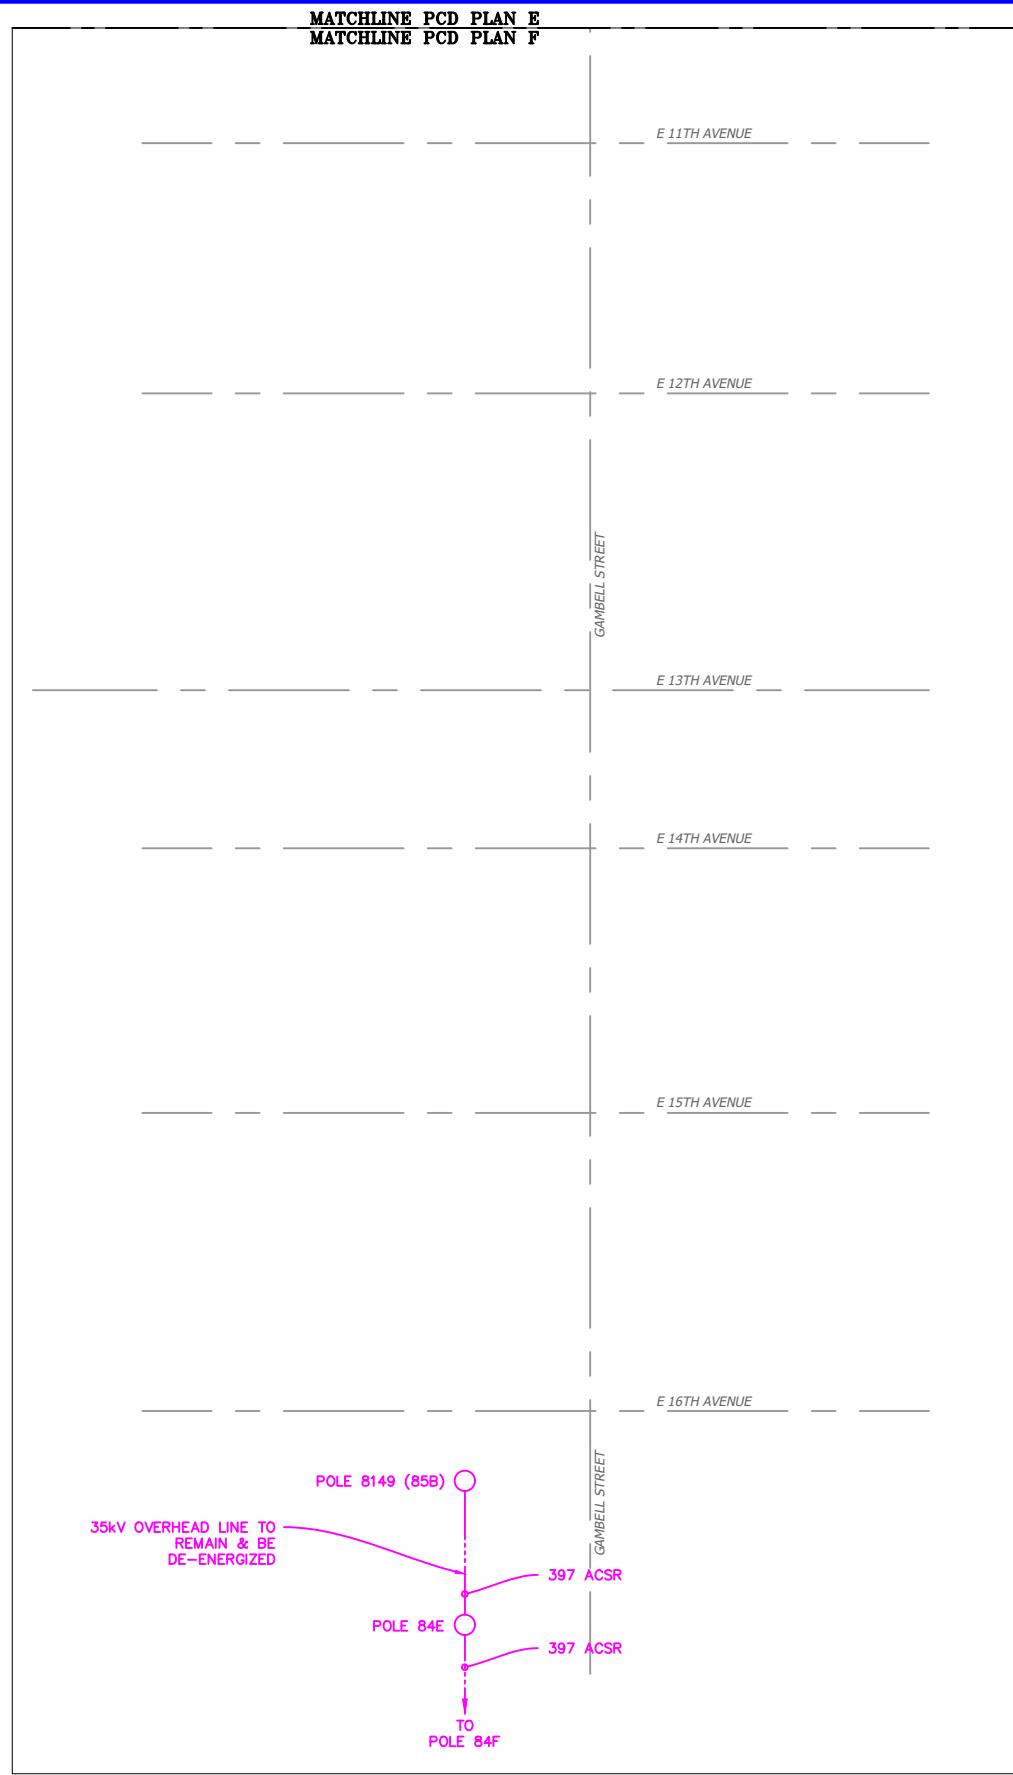 MATCHLINE PCD PLAN E
MATCHLINE PCD PLAN F
E 11TH AVENUE
E 12TH AVENUE
GAMBELL STREET
E 13TH AVENUE
E 14TH AVENUE
E 15TH AVENUE
E 16TH AVENUE
GAMBELL STREET
POLE 8149 (85B)
35kV OVERHEAD LINE TO
REMAIN & BE
DE-ENERGIZED
397 ACSR
POLE 84E
397 ACSR
TO
POLE 84F